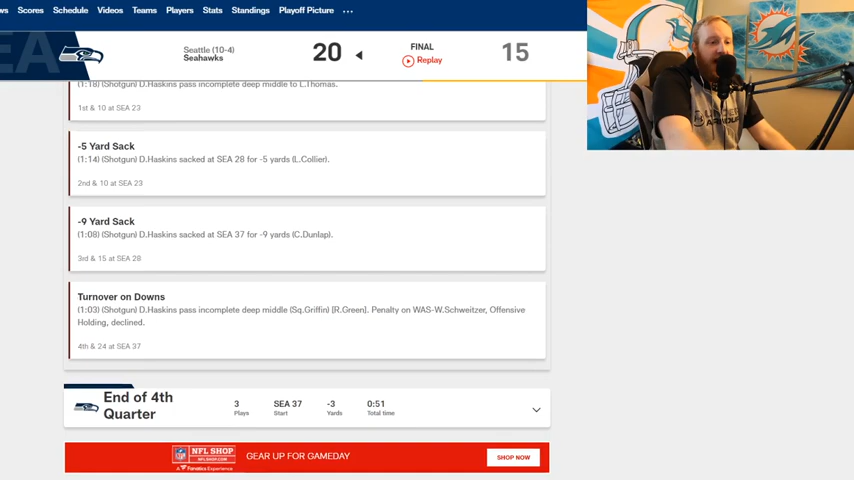 Scores Schedule Videos Teams Players Stats Standings Playoff Picture ...
Seattle (10-4)
Seahawks
20
FINAL
Replay
15
(1:18) (Shotgun) D.Haskins pass incomplete deep middle to L.Thomas.
1st & 10 at SEA 23
-5 Yard Sack
(1:14) (Shotgun) D.Haskins sacked at SEA 28 for -5 yards (L.Collier).
2nd & 10 at SEA 23
-9 Yard Sack
(1:08) (Shotgun) D.Haskins sacked at SEA 37 for -9 yards (C.Dunlap).
3rd & 15 at SEA 28
Turnover on Downs
(1:03) (Shotgun) D.Haskins pass incomplete deep middle (Sq.Griffin) [R.Green]. Penalty on WAS-W.Schweitzer, Offensive
Holding, declined.
4th & 24 at SEA 37
End of 4th
Quarter
3 SEA 37 -3 0:51
Plays Start Yards Total time
NFL SHOP
NFLSHOP.COM
A Fanatics Experience
GEAR UP FOR GAMEDAY
SHOP NOW